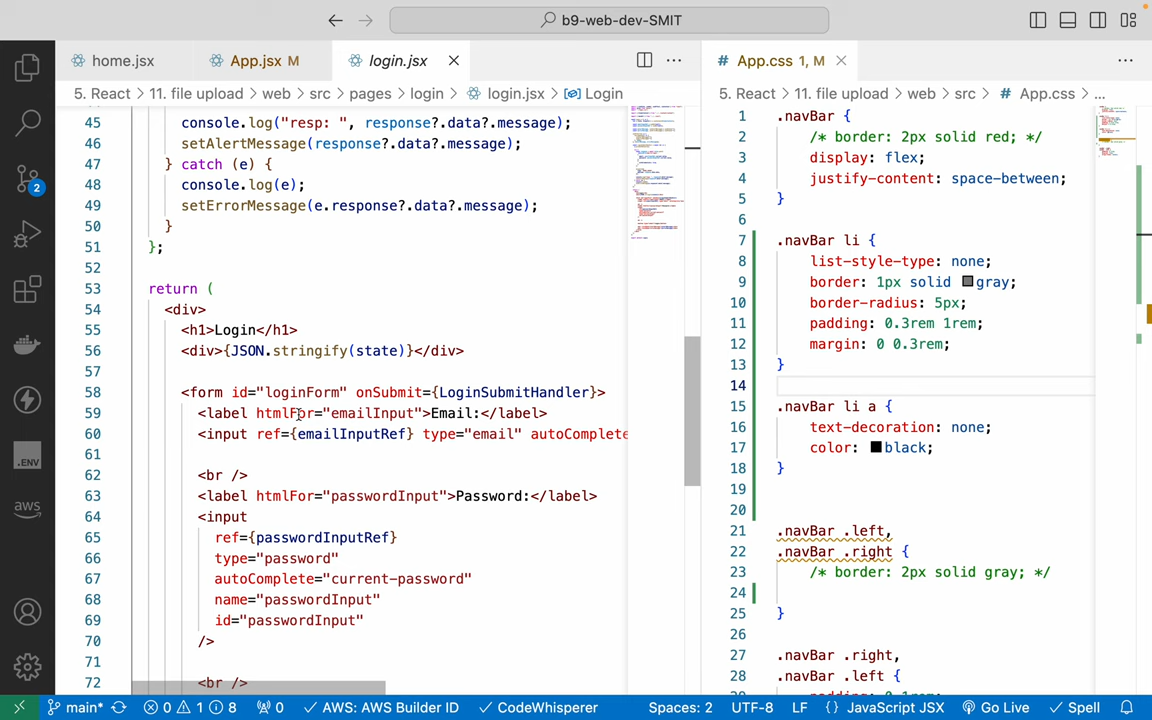 b9-web-dev-SMIT
home.jsx
App.jsx M
login.jsx
5. React > 11. file upload > web > src > pages > login > login.jsx > Login
45 console.log("resp: ", response?.data?.message);
46 setAlertMessage(response?.data?.message);
47 } catch (e) {
48 console.log(e);
49 setErrorMessage(e.response?.data?.message);
50 }
51 };
52
53 return (
54 <div>
55 <h1>Login</h1>
56 <div>{JSON.stringify(state)}</div>
57
58 <form id="loginForm" onSubmit={LoginSubmitHandler}>
59 <label htmlFor="emailInput">Email:</label>
60 <input ref={emailInputRef} type="email" autoComplete
61
62 <br />
63 <label htmlFor="passwordInput">Password:</label>
64 <input
65 ref={passwordInputRef}
66 type="password"
67 autoComplete="current-password"
68 name="passwordInput"
69 id="passwordInput"
70 />
71
72 <br />
# App.css 1, M
5. React > 11. file upload > web > src > # App.css > ...
1 .navBar {
2 /* border: 2px solid red; */
3 display: flex;
4 justify-content: space-between;
5 }
6
7 .navBar li {
8 list-style-type: none;
9 border: 1px solid gray;
10 border-radius: 5px;
11 padding: 0.3rem 1rem;
12 margin: 0 0.3rem;
13 }
14
15 .navBar li a {
16 text-decoration: none;
17 color: black;
18 }
19
20
21 .navBar .left,
22 .navBar .right {
23 /* border: 2px solid gray; */
24
25 }
26
27 .navBar .right,
28 .navBar .left {
2
.ENV
aws
main* 0 1 8 0 AWS: AWS Builder ID CodeWhisperer Spaces: 2 UTF-8 LF {} JavaScript JSX Go Live Spell